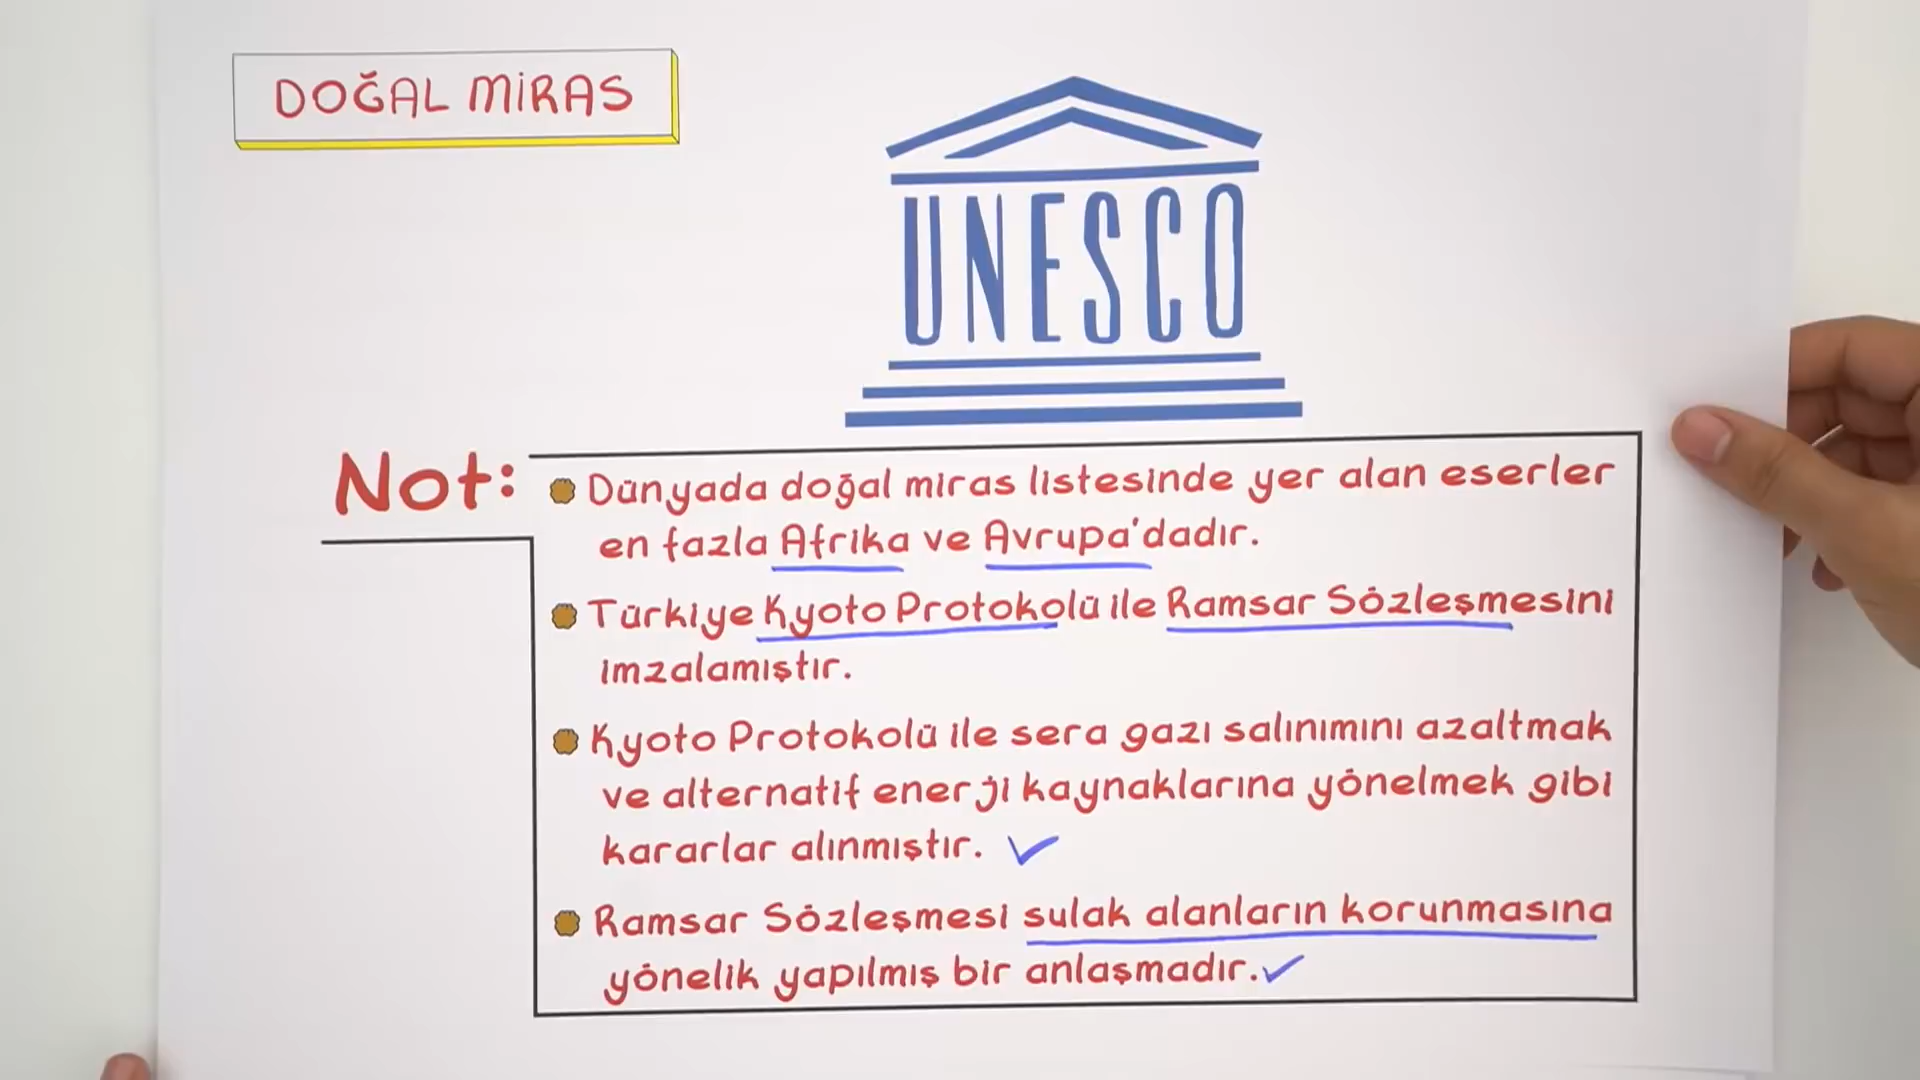 DOĞAL MİRAS
UNESCO
Not:
Dünyada doğal miras listesinde yer alan eserler
en fazla Afrika ve Avrupa'dadır.
Türkiye Kyoto Protokolü ile Ramsar Sözleşmesini
imzalamıştır.
Kyoto Protokolü ile sera gazı salınımını azaltmak
ve alternatif enerji kaynaklarına yönelmek gibi
kararlar alınmıştır.
Ramsar Sözleşmesi sulak alanların korunmasına
yönelik yapılmış bir anlaşmadır.